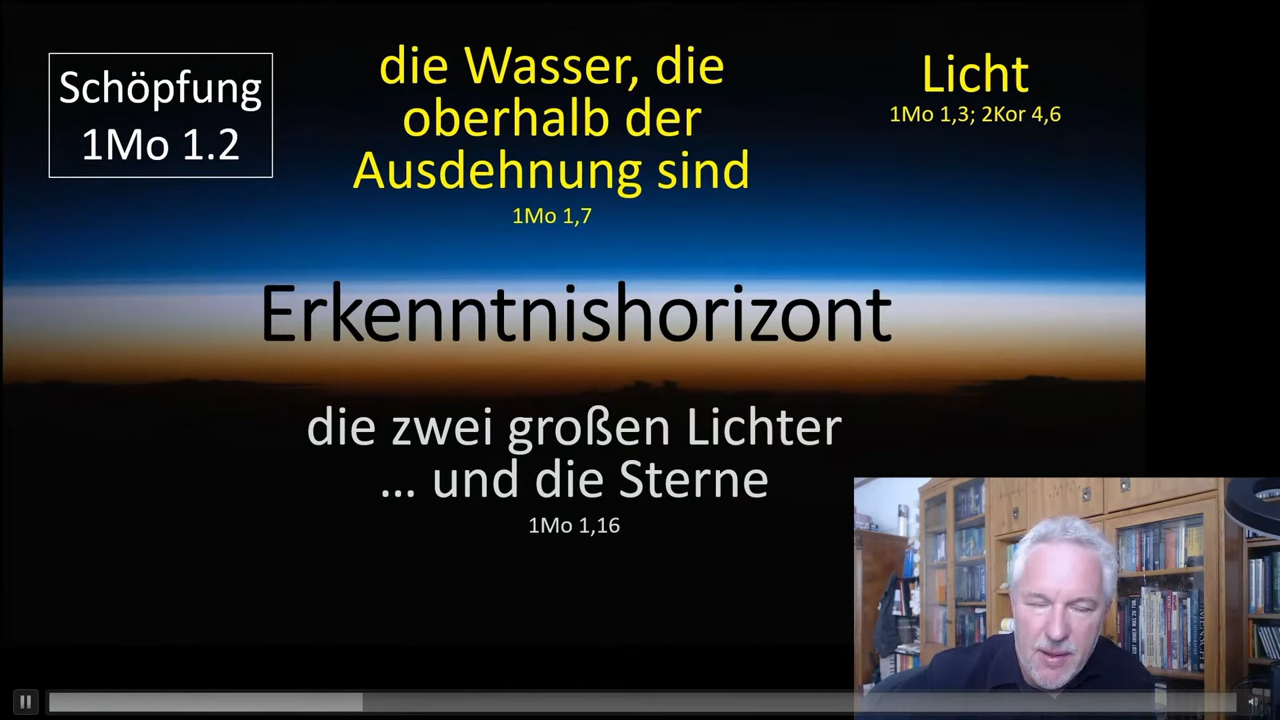 Schöpfung
1Mo 1.2
die Wasser, die
oberhalb der
Ausdehnung sind
1Mo 1,7
Licht
1Mo 1,3; 2Kor 4,6
Erkenntnishorizont
die zwei großen Lichter
... und die Sterne
1Mo 1,16